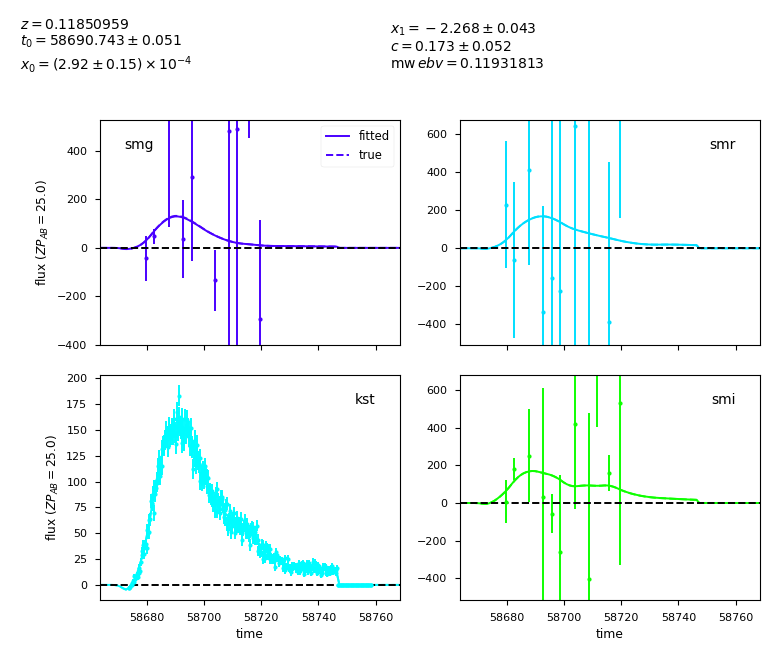 z = 0.11850959
t₀ = 58690.743 ± 0.051
x₀ = (2.92 ± 0.15) × 10⁻⁴
x₁ = −2.268 ± 0.043
c = 0.173 ± 0.052
mw ebv = 0.11931813
smg
fitted
true
400
200
0
−200
−400
flux (ZP_AB = 25.0)
smr
600
400
200
0
−200
−400
kst
200
175
150
125
100
75
50
25
0
flux (ZP_AB = 25.0)
58680 58700 58720 58740 58760
time
smi
600
400
200
0
−200
−400
58680 58700 58720 58740 58760
time